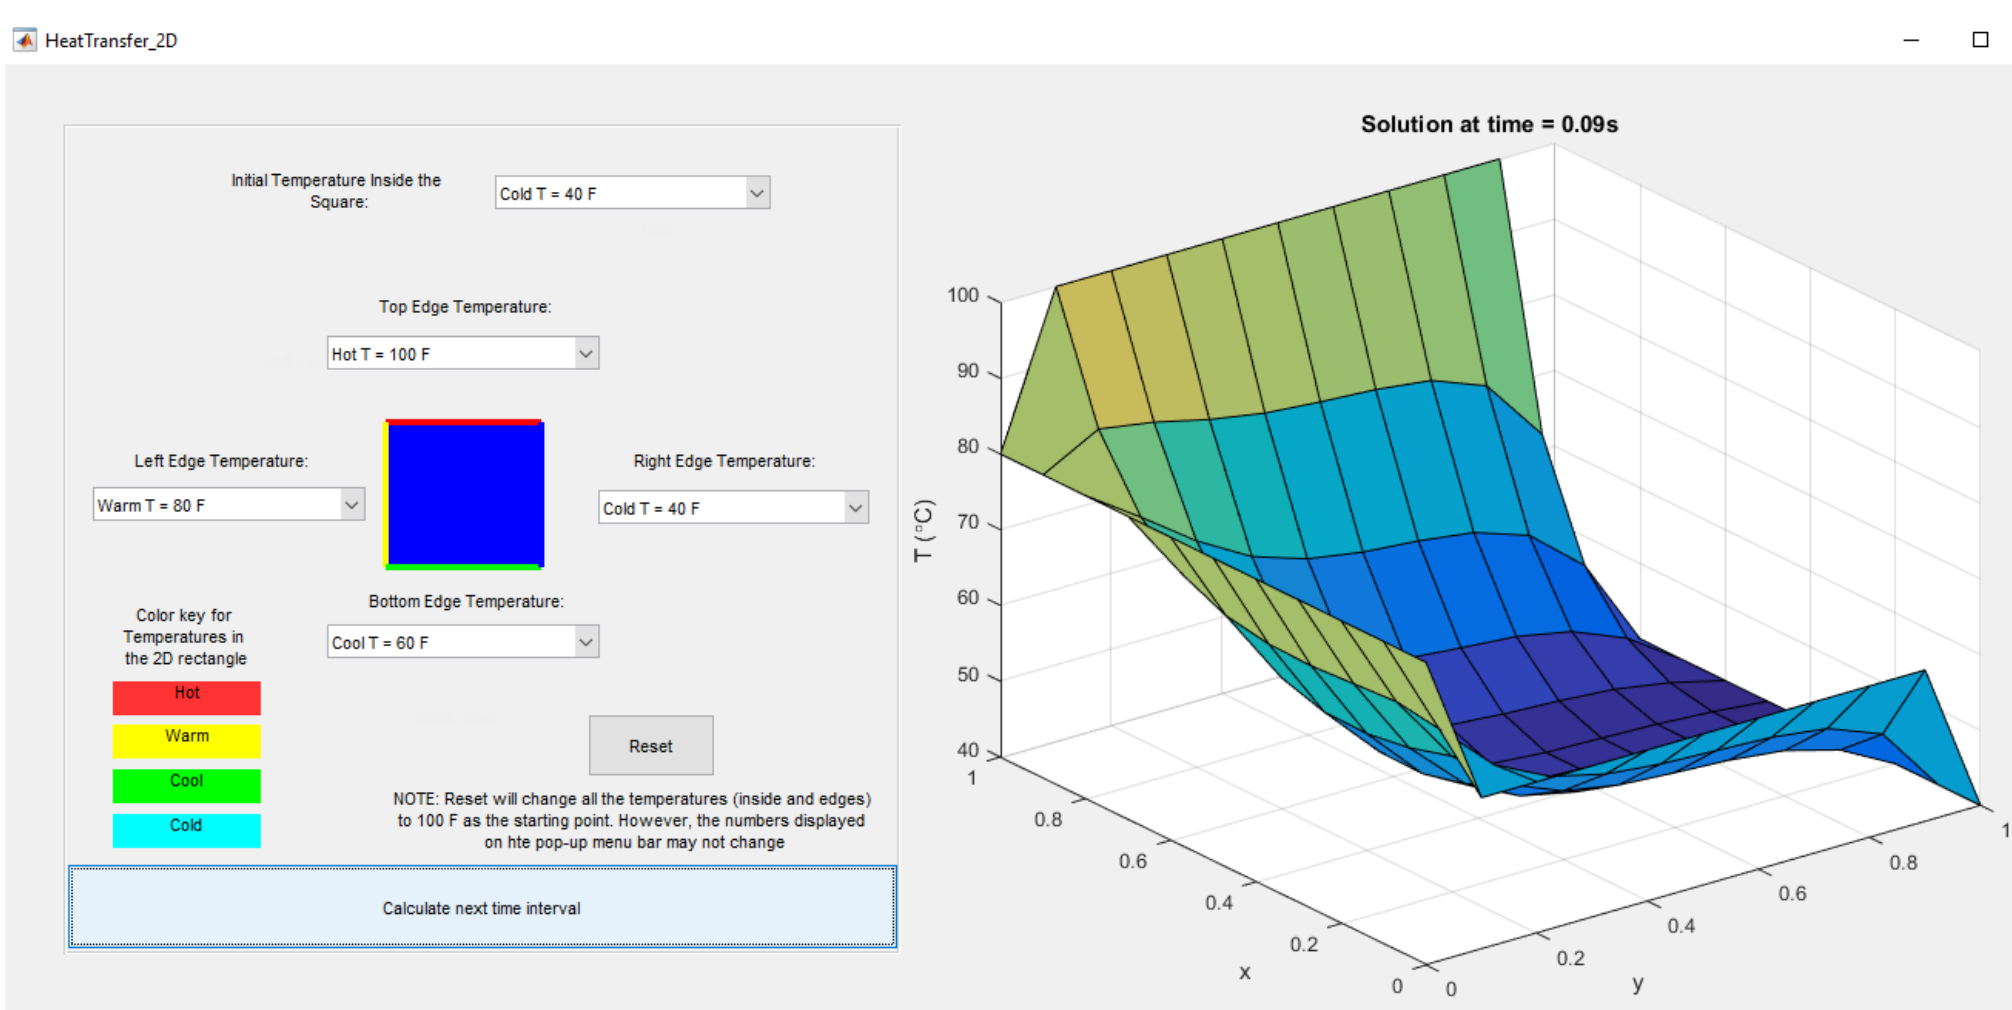 HeatTransfer_2D
Initial Temperature Inside the
Square:
Cold T = 40 F
Top Edge Temperature:
Hot T = 100 F
Left Edge Temperature:
Warm T = 80 F
Right Edge Temperature:
Cold T = 40 F
Bottom Edge Temperature:
Cool T = 60 F
Color key for
Temperatures in
the 2D rectangle
Hot
Warm
Cool
Cold
Reset
NOTE: Reset will change all the temperatures (inside and edges)
to 100 F as the starting point. However, the numbers displayed
on hte pop-up menu bar may not change
Calculate next time interval
Solution at time = 0.09s
T (°C)
100
90
80
70
60
50
40
1
0.8
0.6
0.4
0.2
0
x
0
0.2
0.4
0.6
0.8
1
y